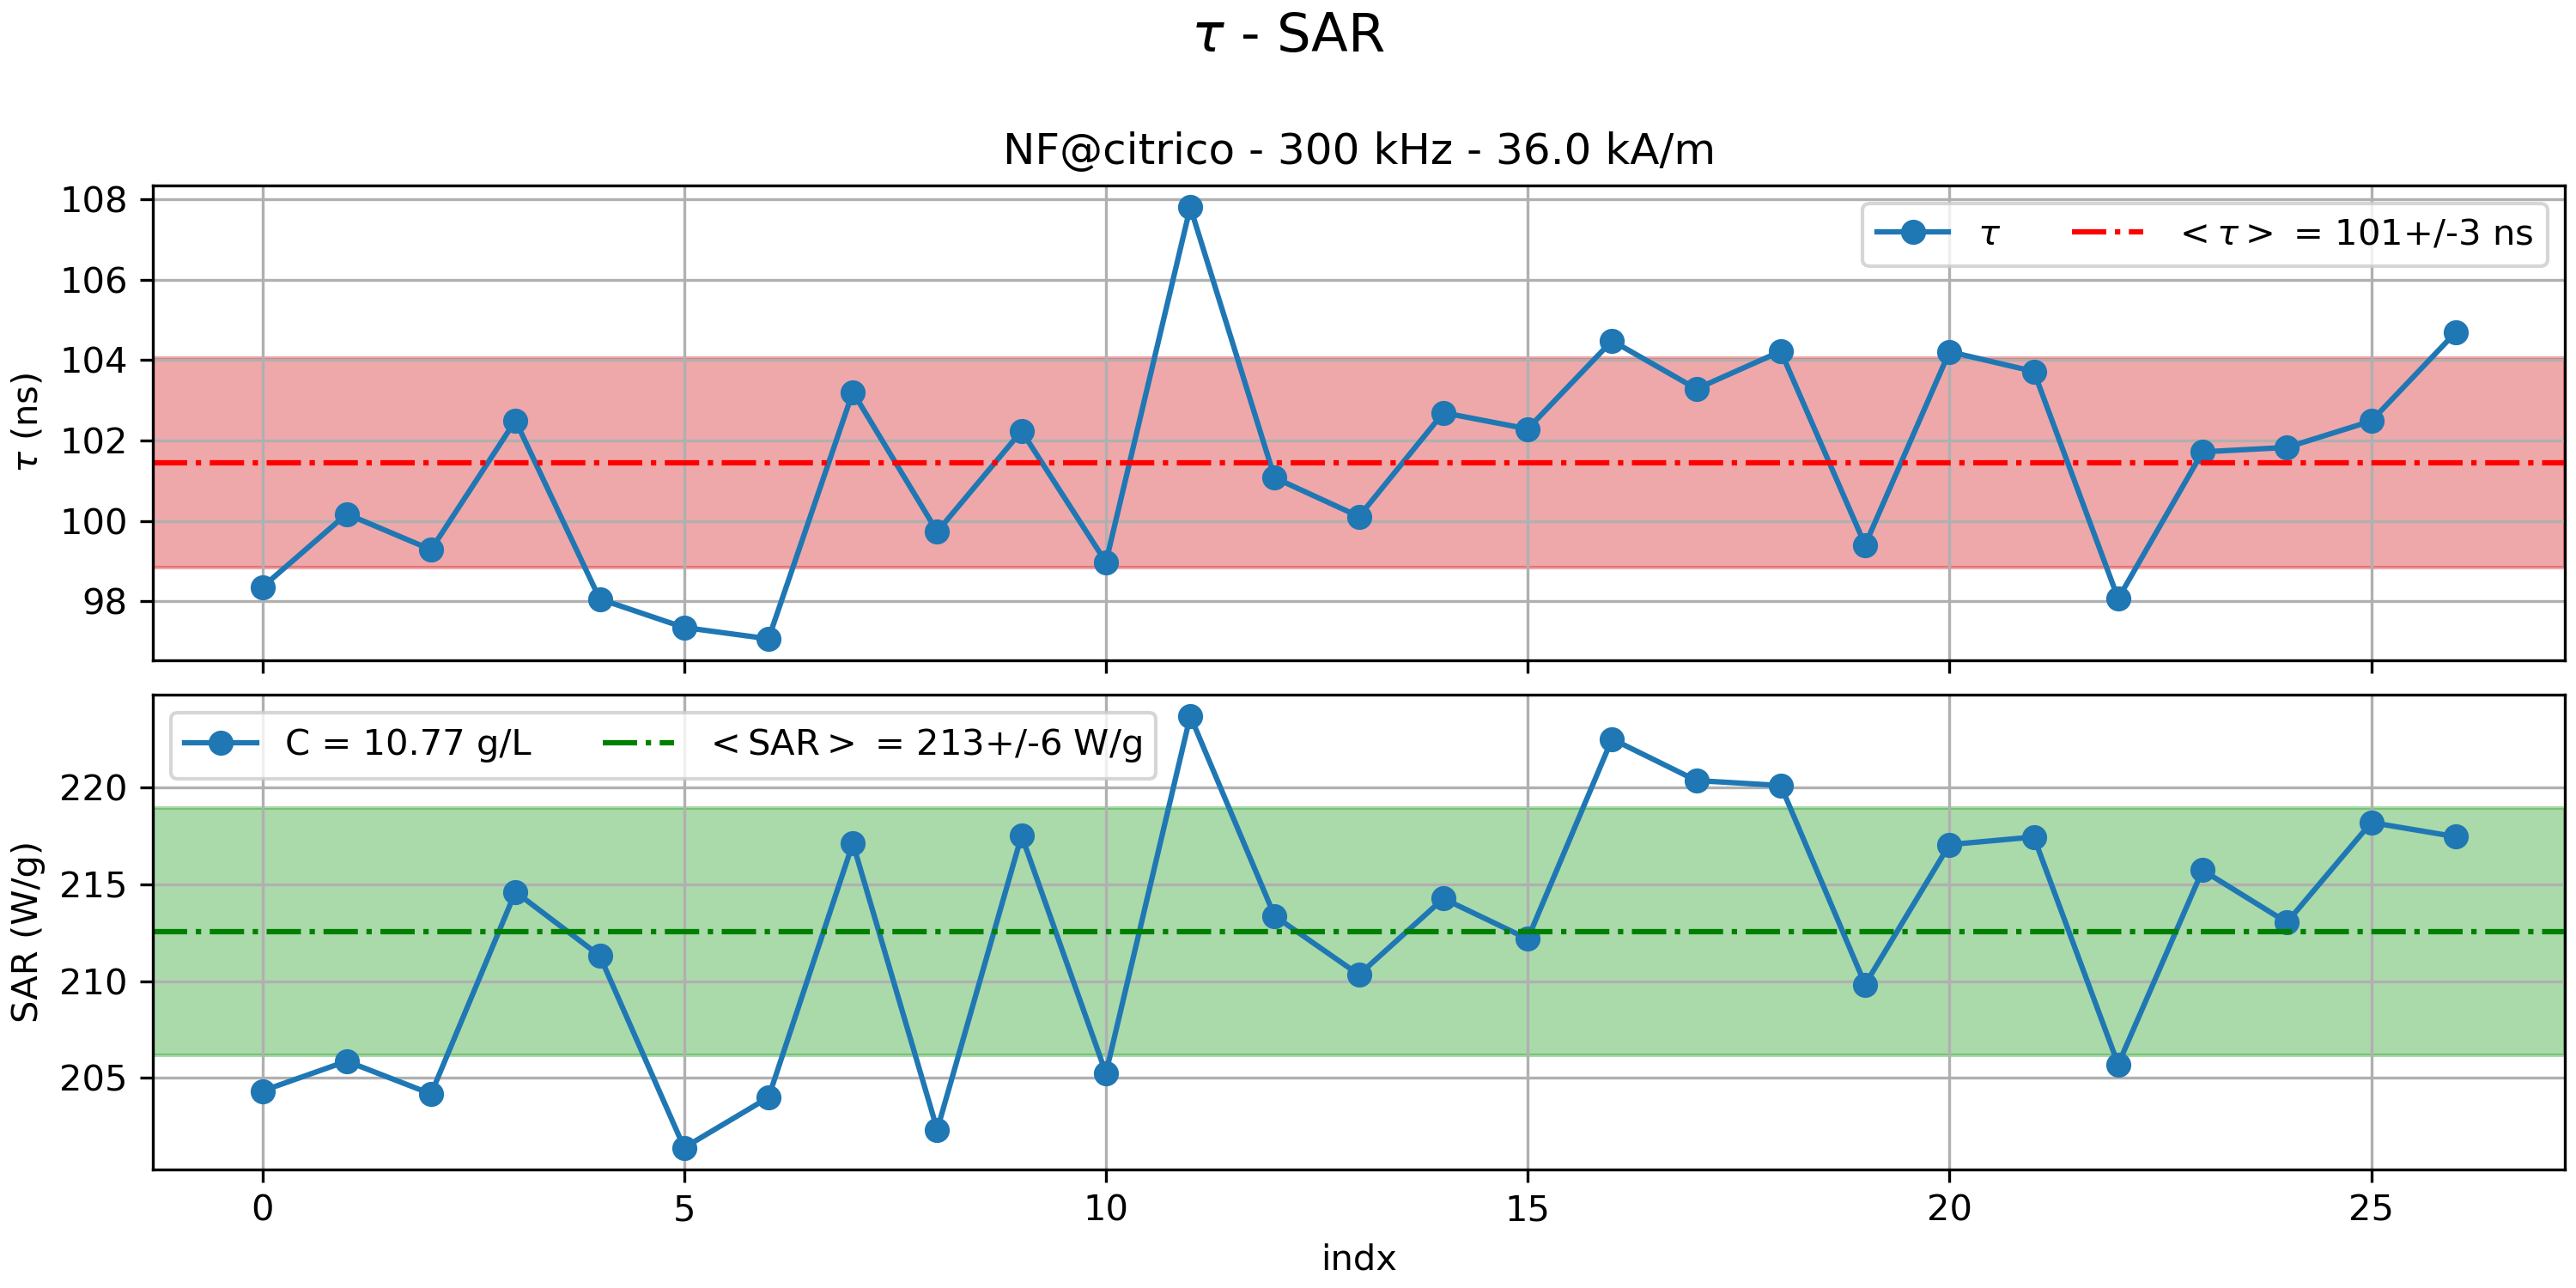 τ - SAR
NF@citrico - 300 kHz - 36.0 kA/m
108
106
104
102
100
98
τ (ns)
τ
<τ> = 101+/-3 ns
C = 10.77 g/L
<SAR> = 213+/-6 W/g
220
215
210
205
SAR (W/g)
0 5 10 15 20 25
indx